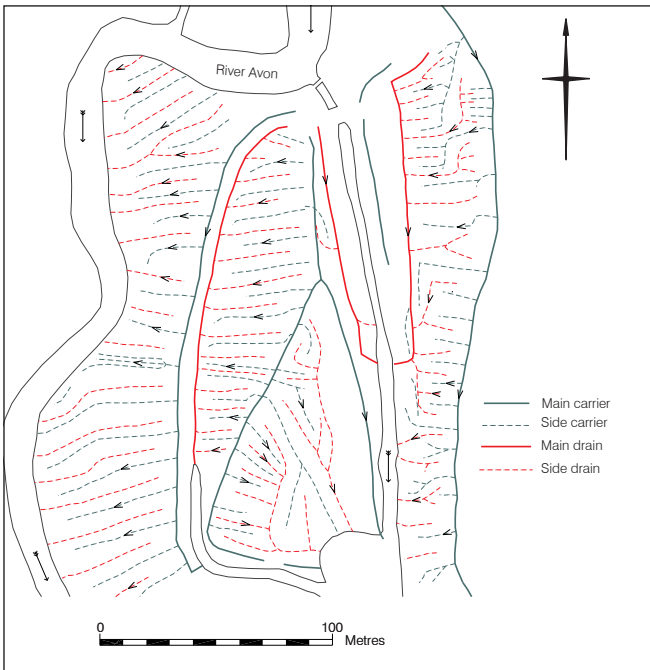 River Avon
Main carrier
Side carrier
Main drain
Side drain
0 100
Metres